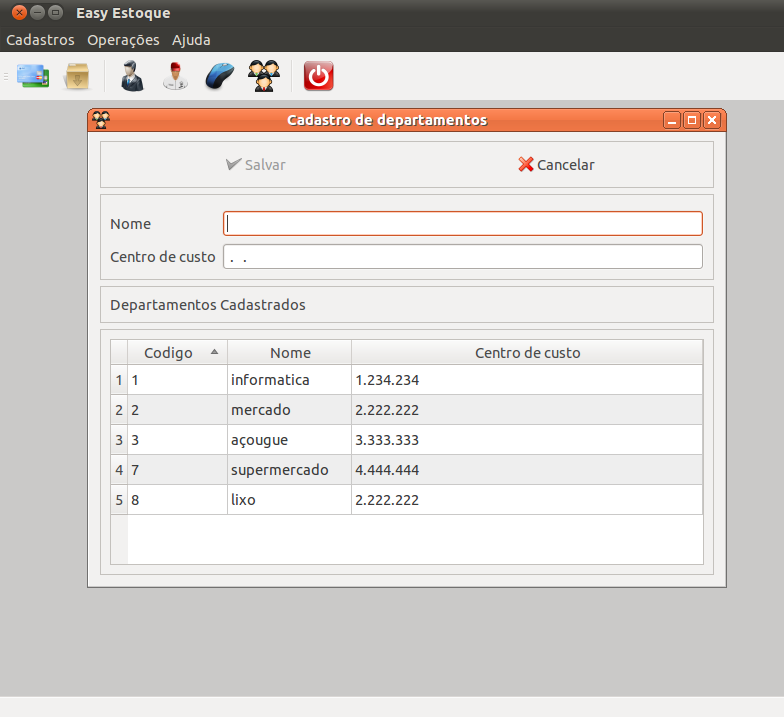 Easy Estoque
Cadastros Operações Ajuda
Cadastro de departamentos
Salvar Cancelar
Nome
Centro de custo . .
Departamentos Cadastrados
Codigo Nome Centro de custo
1 1 informatica 1.234.234
2 2 mercado 2.222.222
3 3 açougue 3.333.333
4 7 supermercado 4.444.444
5 8 lixo 2.222.222